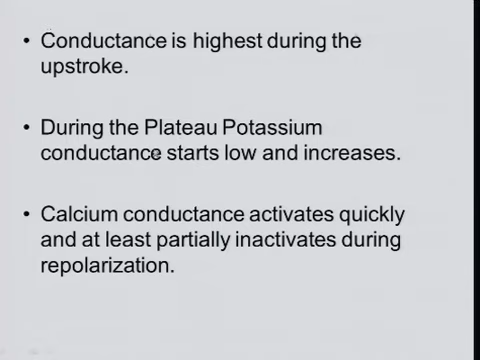 • Conductance is highest during the
upstroke.
• During the Plateau Potassium
conductance starts low and increases.
• Calcium conductance activates quickly
and at least partially inactivates during
repolarization.